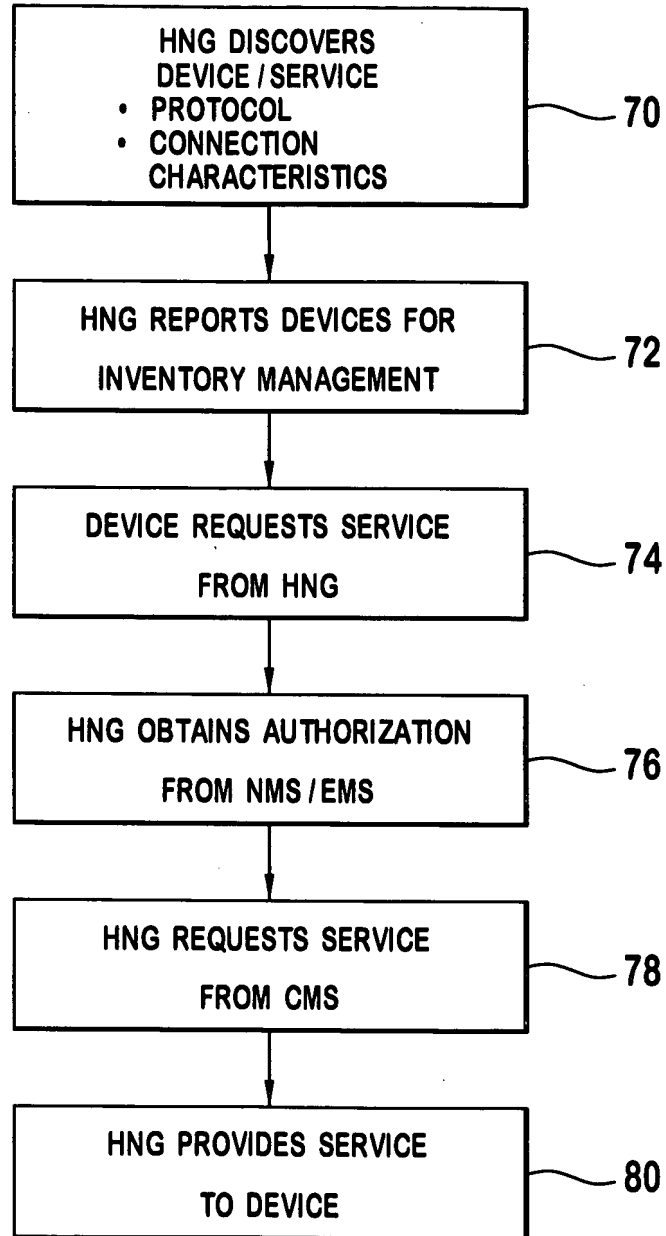 HNG DISCOVERS
DEVICE / SERVICE
• PROTOCOL
• CONNECTION
CHARACTERISTICS
70
HNG REPORTS DEVICES FOR
INVENTORY MANAGEMENT
72
DEVICE REQUESTS SERVICE
FROM HNG
74
HNG OBTAINS AUTHORIZATION
FROM NMS / EMS
76
HNG REQUESTS SERVICE
FROM CMS
78
HNG PROVIDES SERVICE
TO DEVICE
80